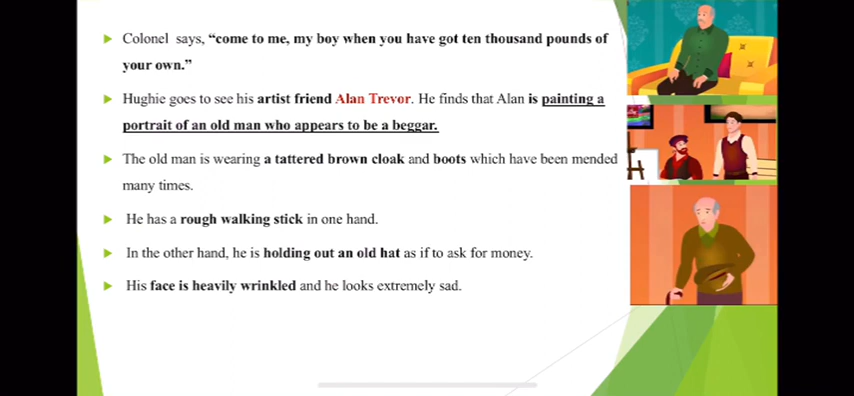 Colonel says, “come to me, my boy when you have got ten thousand pounds of
your own.”
Hughie goes to see his artist friend Alan Trevor. He finds that Alan is painting a
portrait of an old man who appears to be a beggar.
The old man is wearing a tattered brown cloak and boots which have been mended
many times.
He has a rough walking stick in one hand.
In the other hand, he is holding out an old hat as if to ask for money.
His face is heavily wrinkled and he looks extremely sad.